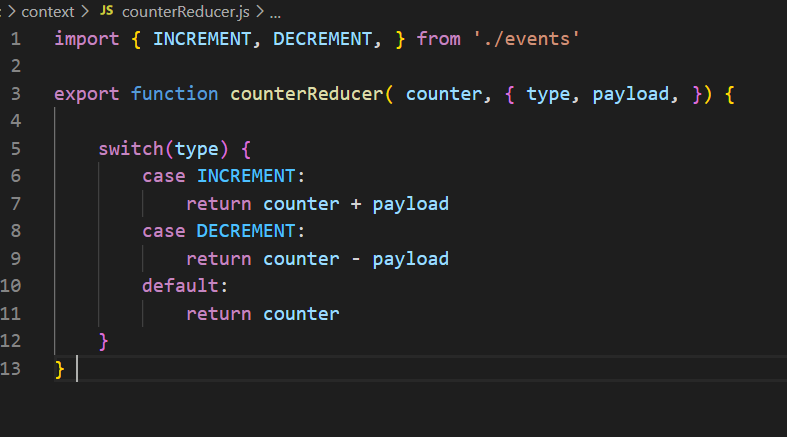 : > context > JS counterReducer.js > ...
1 import { INCREMENT, DECREMENT, } from './events'
2
3 export function counterReducer( counter, { type, payload, }) {
4
5     switch(type) {
6         case INCREMENT:
7             return counter + payload
8         case DECREMENT:
9             return counter - payload
10         default:
11             return counter
12     }
13 }